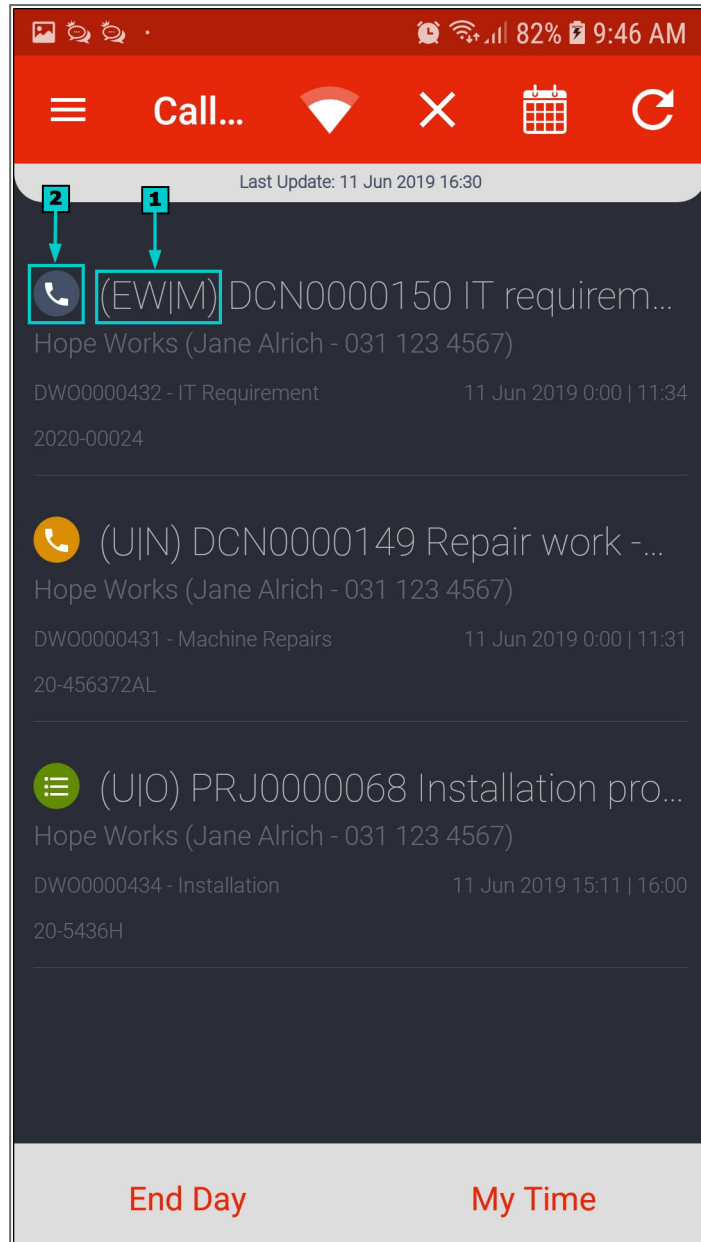 82% 9:46 AM
Call...
Last Update: 11 Jun 2019 16:30
2 1
(EW|M) DCN0000150 IT requirem...
Hope Works (Jane Alrich - 031 123 4567)
DWO0000432 - IT Requirement 11 Jun 2019 0:00 | 11:34
2020-00024
(U|N) DCN0000149 Repair work -...
Hope Works (Jane Alrich - 031 123 4567)
DWO0000431 - Machine Repairs 11 Jun 2019 0:00 | 11:31
20-456372AL
(U|O) PRJ0000068 Installation pro...
Hope Works (Jane Alrich - 031 123 4567)
DWO0000434 - Installation 11 Jun 2019 15:11 | 16:00
20-5436H
End Day My Time